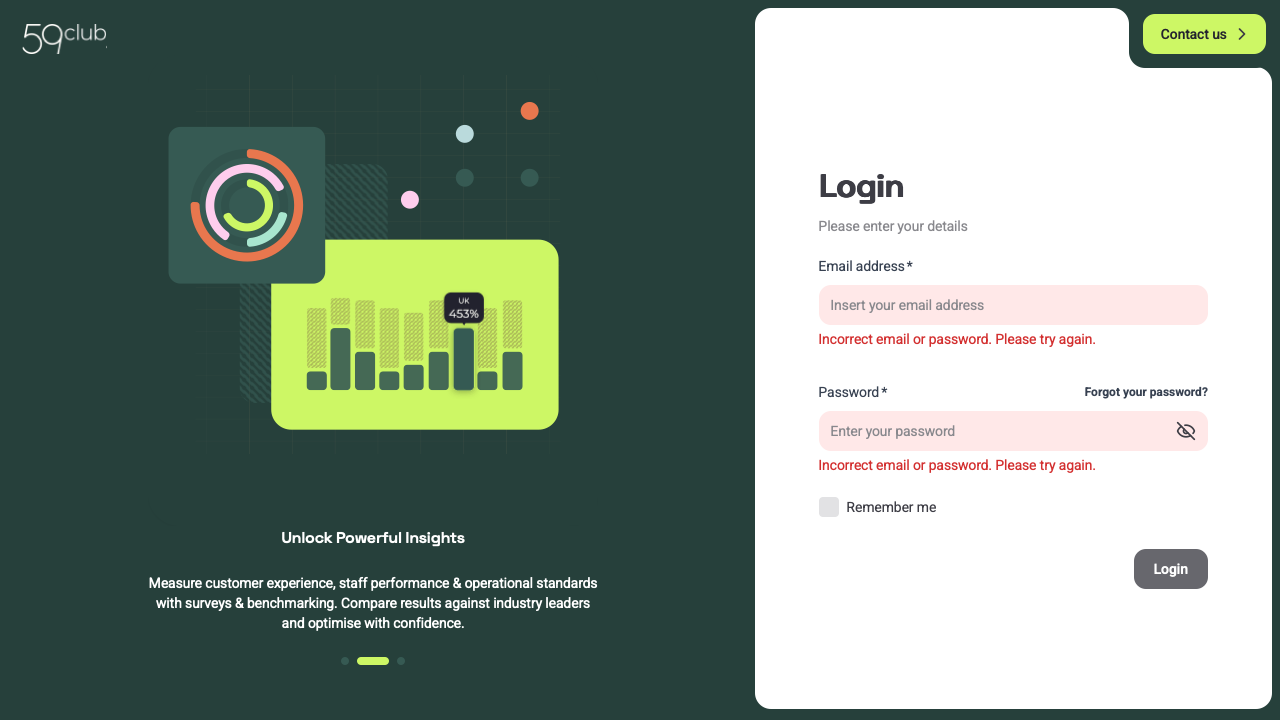 59club
UK
453%
Unlock Powerful Insights
Measure customer experience, staff performance & operational standards
with surveys & benchmarking. Compare results against industry leaders
and optimise with confidence.
Contact us
Login
Please enter your details
Email address*
Insert your email address
Incorrect email or password. Please try again.
Password*
Forgot your password?
Enter your password
Incorrect email or password. Please try again.
Remember me
Login